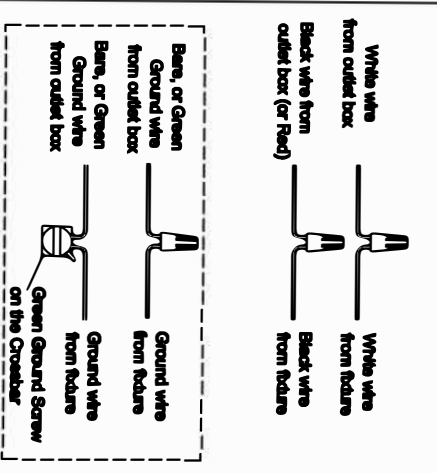 White wire
from outlet box
White wire
from fixture
Black wire from
outlet box (or Red)
Black wire
from fixture
Bare, or Green
Ground wire
from outlet box
Ground wire
from fixture
Bare, or Green
Ground wire
from outlet box
Ground wire
from fixture
Green Ground Screw
on the Crossbar